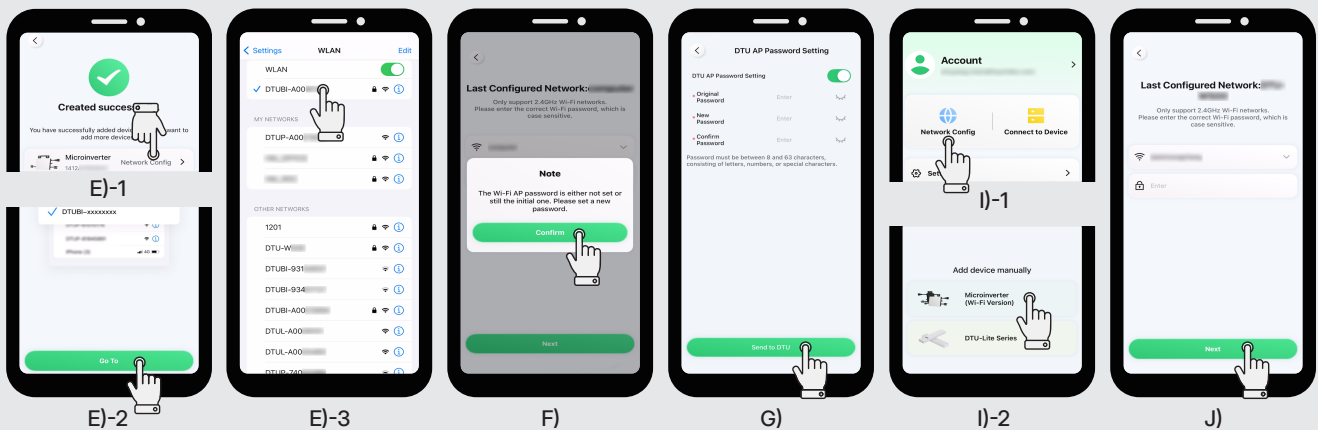 Created success
You have successfully added devi want to
add more devic
Microinverter
1412
Network Config
E)-1
DTUBI-xxxxxxxx
Go To
E)-2
Settings
WLAN
Edit
WLAN
DTUBI-A00
MY NETWORKS
DTUP-A00
OTHER NETWORKS
1201
DTU-W
DTUBI-931
DTUBI-934
DTUBI-A00
DTUL-A00
DTUL-A00
DTUP-740
E)-3
Last Configured Network:
Only support 2.4GHz Wi-Fi networks.
Please enter the correct Wi-Fi password, which is
case sensitive.
Note
The Wi-Fi AP password is either not set or
still the initial one. Please set a new
password.
Confirm
Next
F)
DTU AP Password Setting
DTU AP Password Setting
* Original
Password
Enter
* New
Password
Enter
* Confirm
Password
Enter
Password must be between 8 and 63 characters,
consisting of letters, numbers, or special characters.
Send to DTU
G)
Account
Network Config
Connect to Device
Set
I)-1
Add device manually
Microinverter
(Wi-Fi Version)
DTU-Lite Series
I)-2
Last Configured Network:
Only support 2.4GHz Wi-Fi networks.
Please enter the correct Wi-Fi password, which is
case sensitive.
Enter
Next
J)